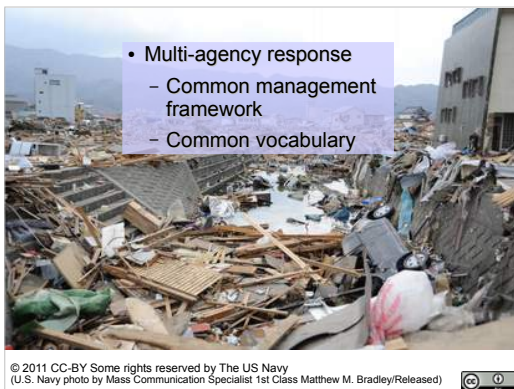 • Multi-agency response
– Common management
framework
– Common vocabulary
© 2011 CC-BY Some rights reserved by The US Navy
(U.S. Navy photo by Mass Communication Specialist 1st Class Matthew M. Bradley/Released)
cc